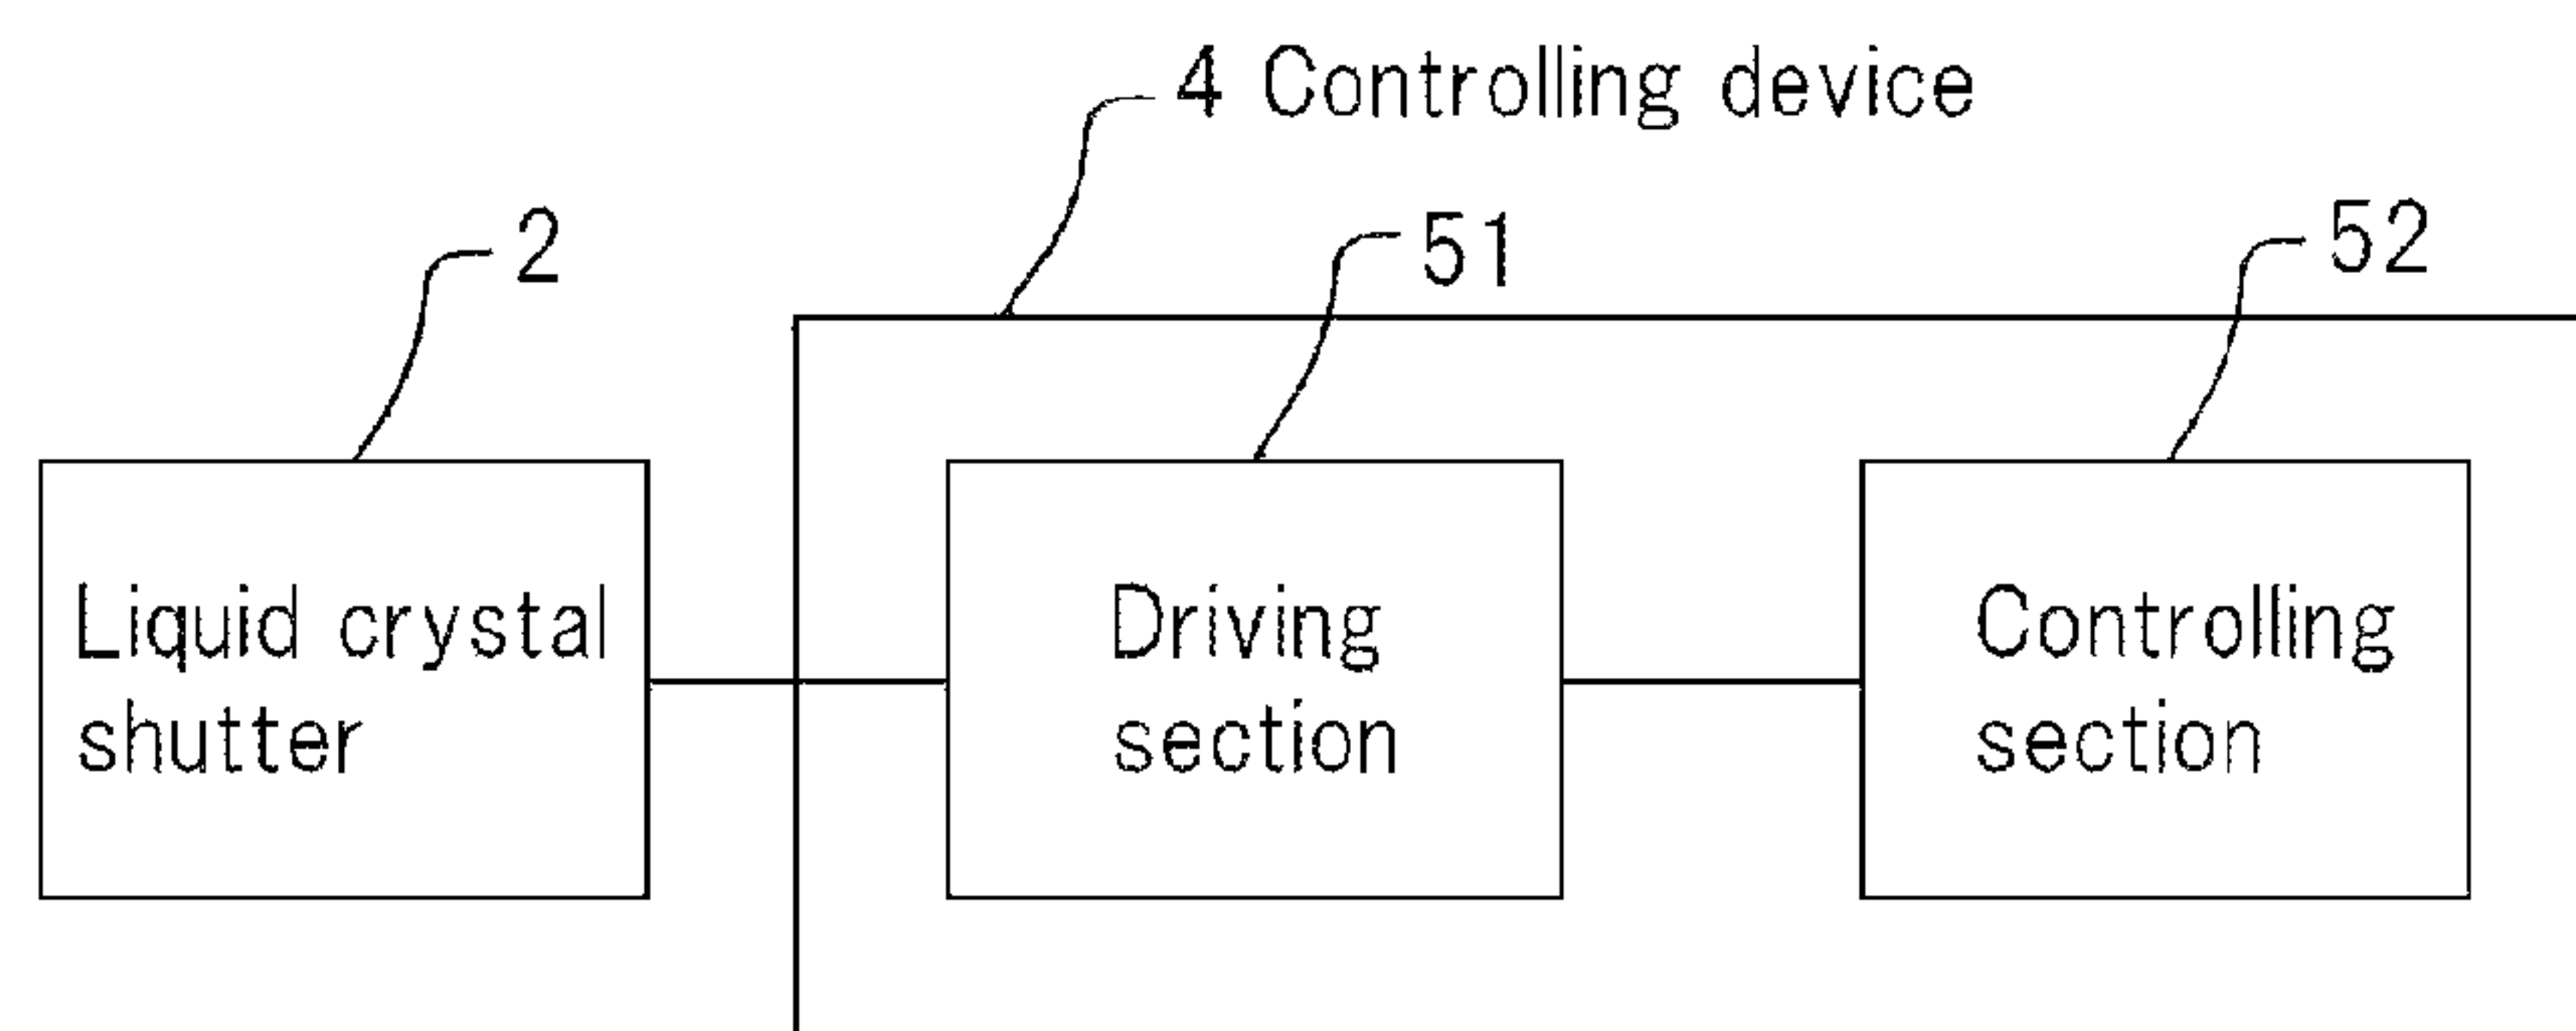 4 Controlling device
2
51
52
Liquid crystal
shutter
Driving
section
Controlling
section